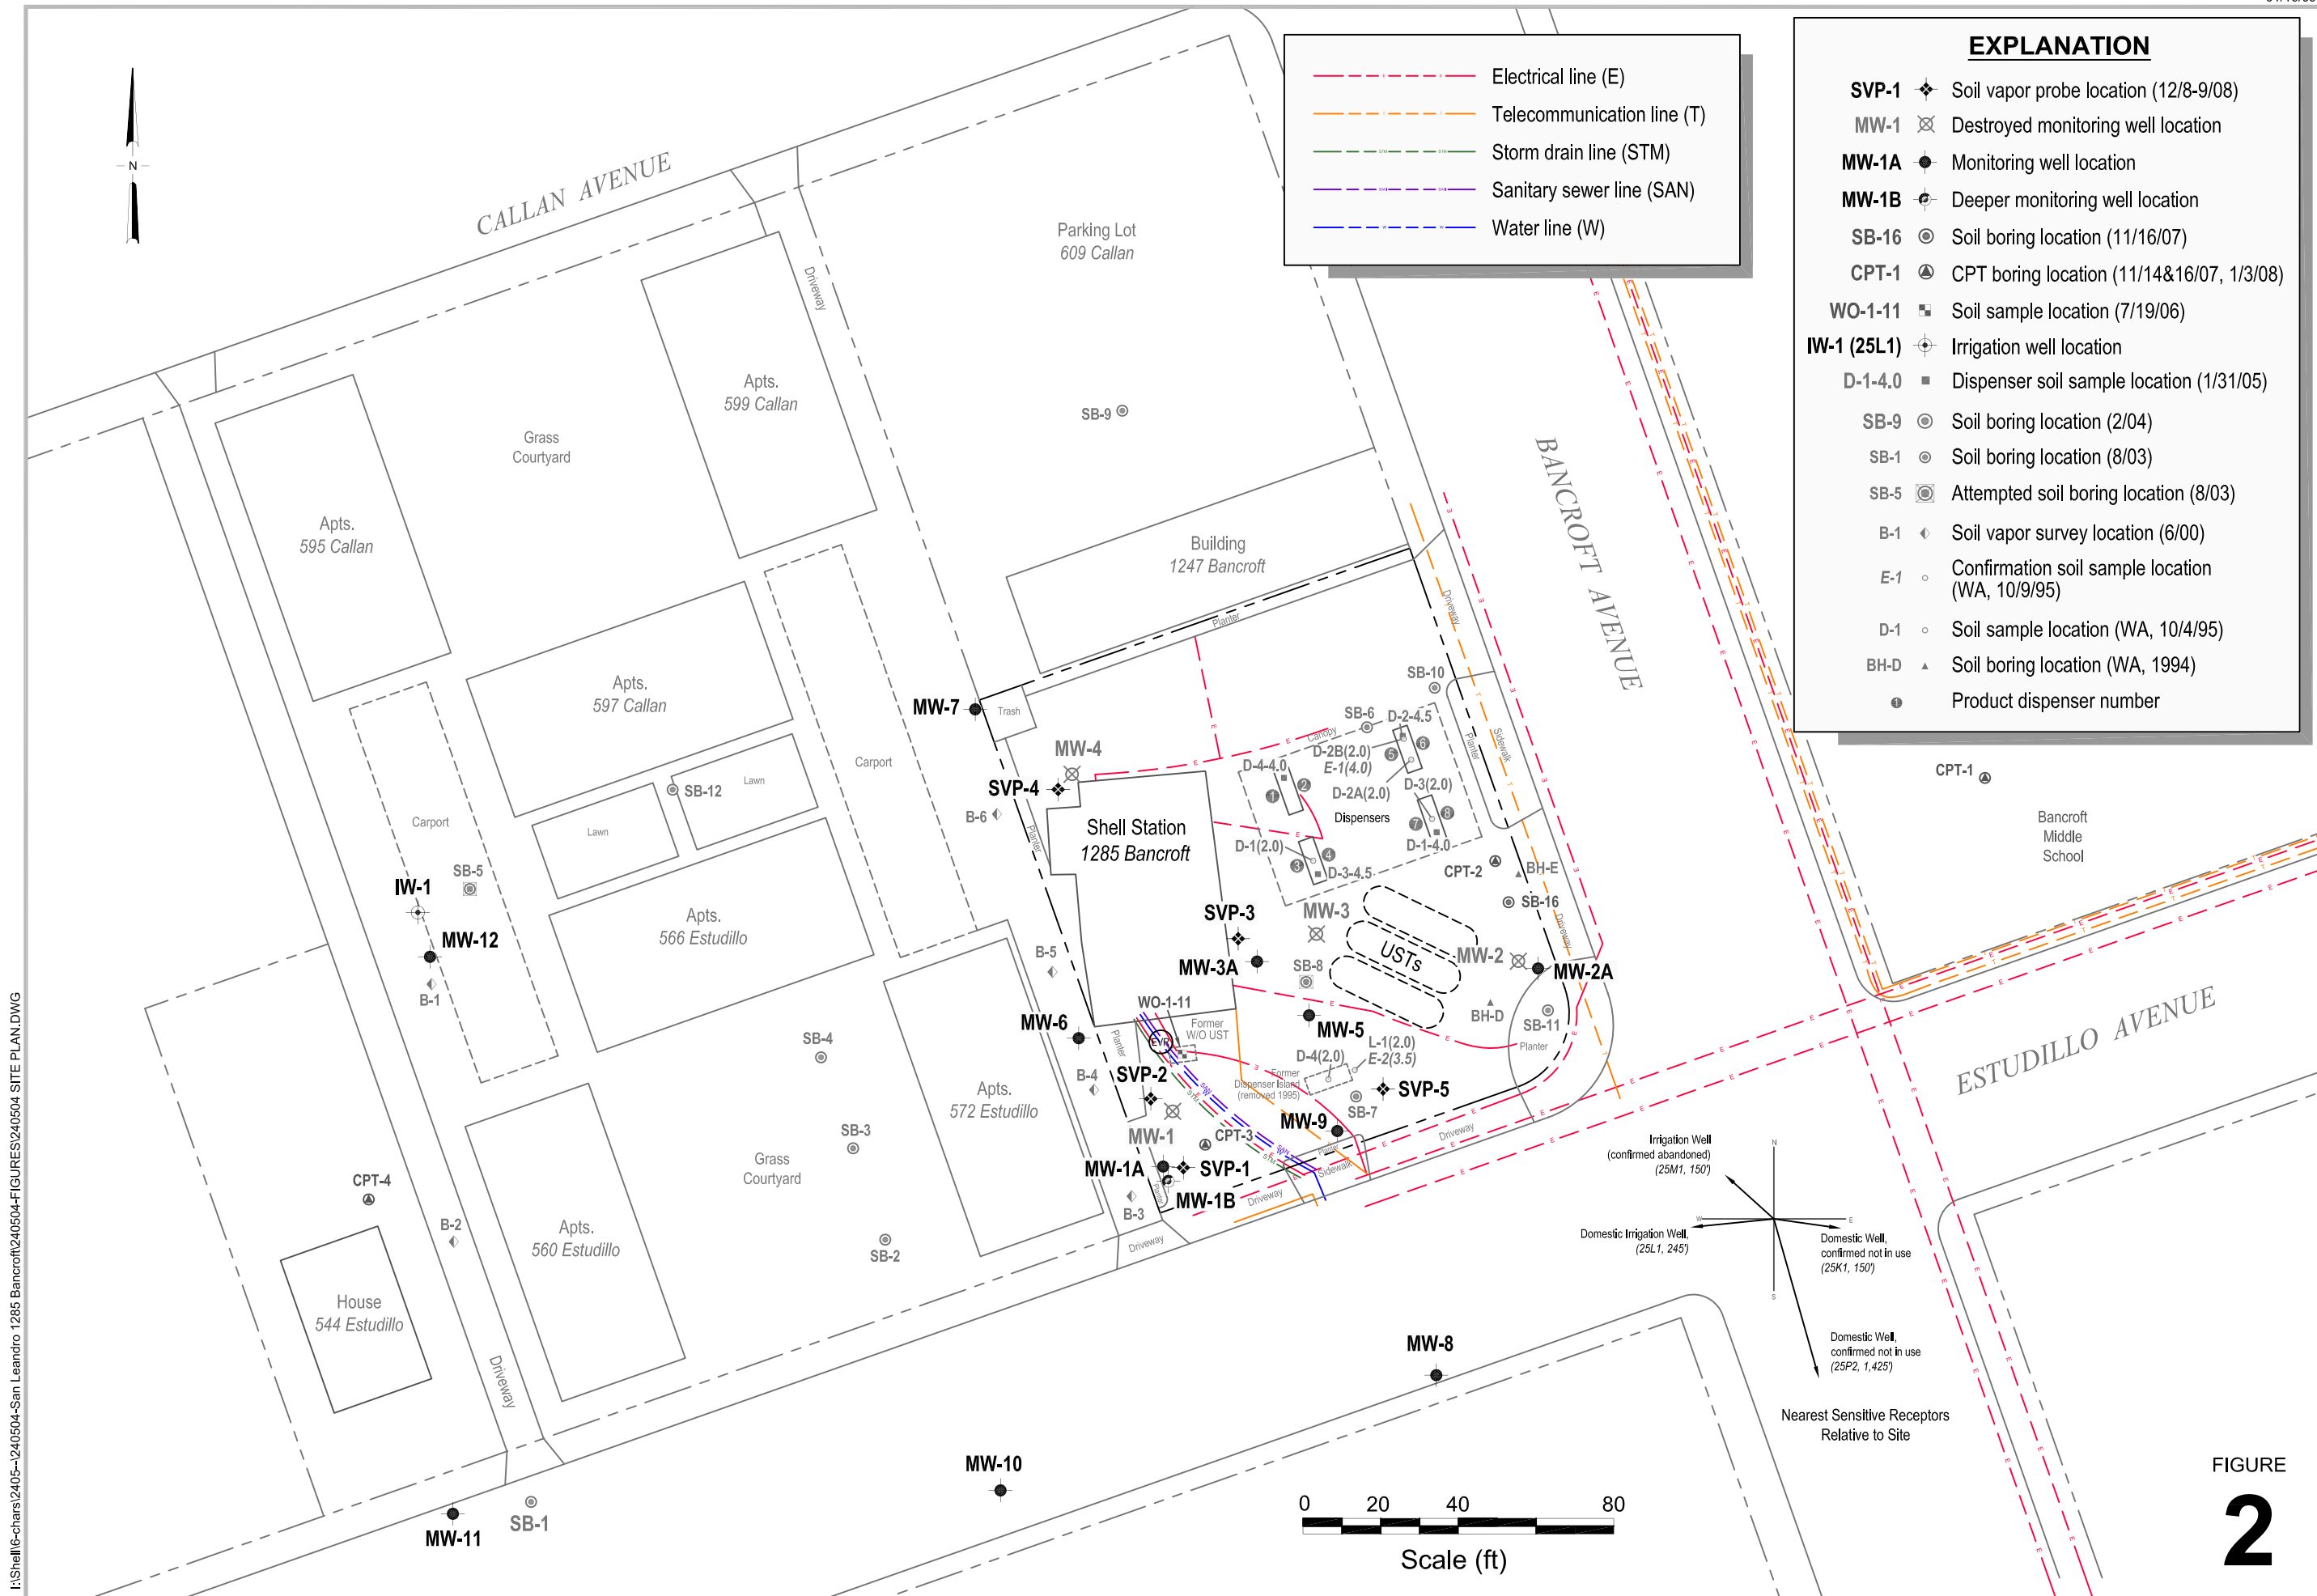 N
CALLAN AVENUE
Driveway
Parking Lot
609 Callan
Electrical line (E)
Telecommunication line (T)
Storm drain line (STM)
Sanitary sewer line (SAN)
Water line (W)
EXPLANATION
SVP-1 Soil vapor probe location (12/8-9/08)
MW-1 Destroyed monitoring well location
MW-1A Monitoring well location
MW-1B Deeper monitoring well location
SB-16 Soil boring location (11/16/07)
CPT-1 CPT boring location (11/14&16/07, 1/3/08)
WO-1-11 Soil sample location (7/19/06)
IW-1 (25L1) Irrigation well location
D-1-4.0 Dispenser soil sample location (1/31/05)
SB-9 Soil boring location (2/04)
SB-1 Soil boring location (8/03)
SB-5 Attempted soil boring location (8/03)
B-1 Soil vapor survey location (6/00)
E-1 Confirmation soil sample location
(WA, 10/9/95)
D-1 Soil sample location (WA, 10/4/95)
BH-D Soil boring location (WA, 1994)
1 Product dispenser number
Apts.
599 Callan
SB-9
Grass
Courtyard
Apts.
595 Callan
BANCROFT AVENUE
Building
1247 Bancroft
Planter
Driveway
Apts.
597 Callan
MW-7
Trash
SB-10
SB-6
D-2-4.5
Canopy
D-2B(2.0)
E-1(4.0)
5
6
Planter
Sidewalk
MW-4
SVP-4
D-4-4.0
1
2
D-2A(2.0)
D-3(2.0)
7
8
Dispensers
D-1-4.0
Carport
Lawn
SB-12
Lawn
B-6
Planter
Shell Station
1285 Bancroft
D-1(2.0)
3
4
D-3-4.5
CPT-1
Bancroft
Middle
School
Carport
SB-5
IW-1
CPT-2
BH-E
SB-16
Driveway
Apts.
566 Estudillo
SVP-3
MW-3
USTs
MW-2
MW-2A
MW-12
B-1
B-5
MW-3A
SB-8
BH-D
SB-11
Planter
WO-1-11
Former
W/O UST
MW-6
MW-5
SB-4
Planter
L-1(2.0)
E-2(3.5)
D-4(2.0)
Former
Dispenser Island
(removed 1995)
SVP-5
SB-7
B-4
SVP-2
Apts.
572 Estudillo
MW-9
ESTUDILLO AVENUE
MW-1
CPT-3
SB-3
Driveway
Planter
Sidewalk
MW-1A
SVP-1
Grass
Courtyard
MW-1B
Planter
Driveway
B-3
Driveway
CPT-4
B-2
Apts.
560 Estudillo
SB-2
House
544 Estudillo
Driveway
Irrigation Well
(confirmed abandoned)
(25M1, 150')
N
W
E
S
Domestic Irrigation Well,
(25L1, 245')
Domestic Well,
confirmed not in use
(25K1, 150')
Domestic Well,
confirmed not in use
(25P2, 1,425')
Nearest Sensitive Receptors
Relative to Site
MW-8
MW-10
MW-11
SB-1
0 20 40 80
Scale (ft)
FIGURE
2
I:\Shell\6-chars\2405--\240504-San Leandro 1285 Bancroft\240504-FIGURES\240504 SITE PLAN.DWG